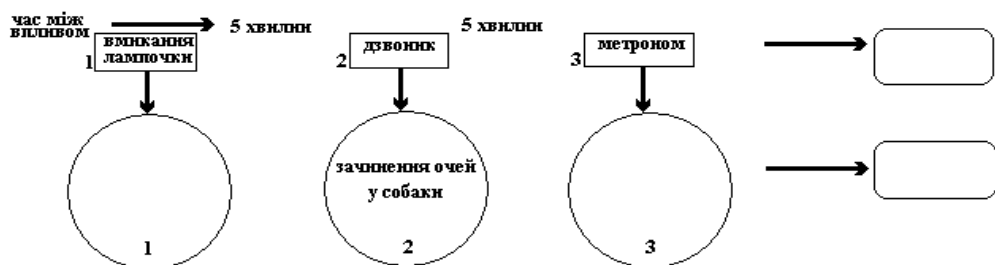 час між
впливом
5 хвилин
5 хвилин
1
вмикання
лампочки
2
дзвоник
3
метроном
зачинення очей
у собаки
1
2
3